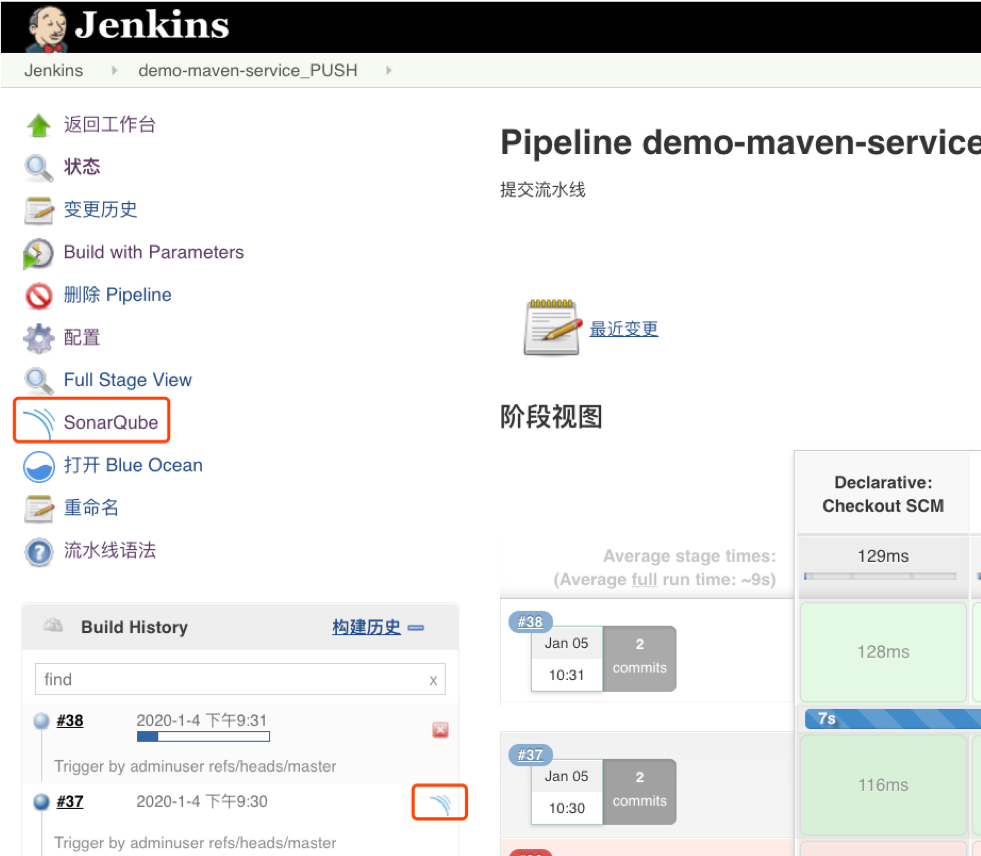 Jenkins
Jenkins
demo-maven-service_PUSH
返回工作台
状态
变更历史
Build with Parameters
删除 Pipeline
配置
Full Stage View
SonarQube
打开 Blue Ocean
重命名
流水线语法
Build History
构建历史
find
x
#38
2020-1-4 下午9:31
Trigger by adminuser refs/heads/master
#37
2020-1-4 下午9:30
Trigger by adminuser refs/heads/master
Pipeline demo-maven-service
提交流水线
最近变更
阶段视图
Declarative:
Checkout SCM
Average stage times:
(Average full run time: ~9s)
129ms
#38
Jan 05
10:31
2
commits
128ms
7s
#37
Jan 05
10:30
2
commits
116ms